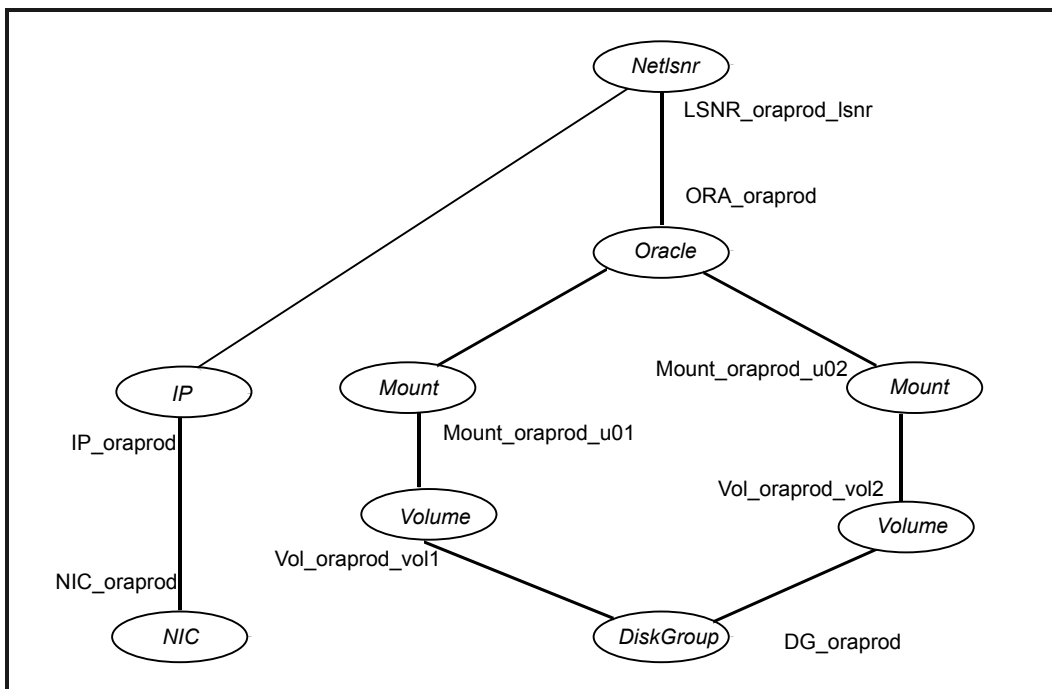 Netlsnr
LSNR_oraprod_lsnr
ORA_oraprod
Oracle
IP
Mount
Mount_oraprod_u02
Mount
IP_oraprod
Mount_oraprod_u01
Vol_oraprod_vol2
Volume
Volume
Vol_oraprod_vol1
NIC_oraprod
NIC
DiskGroup
DG_oraprod